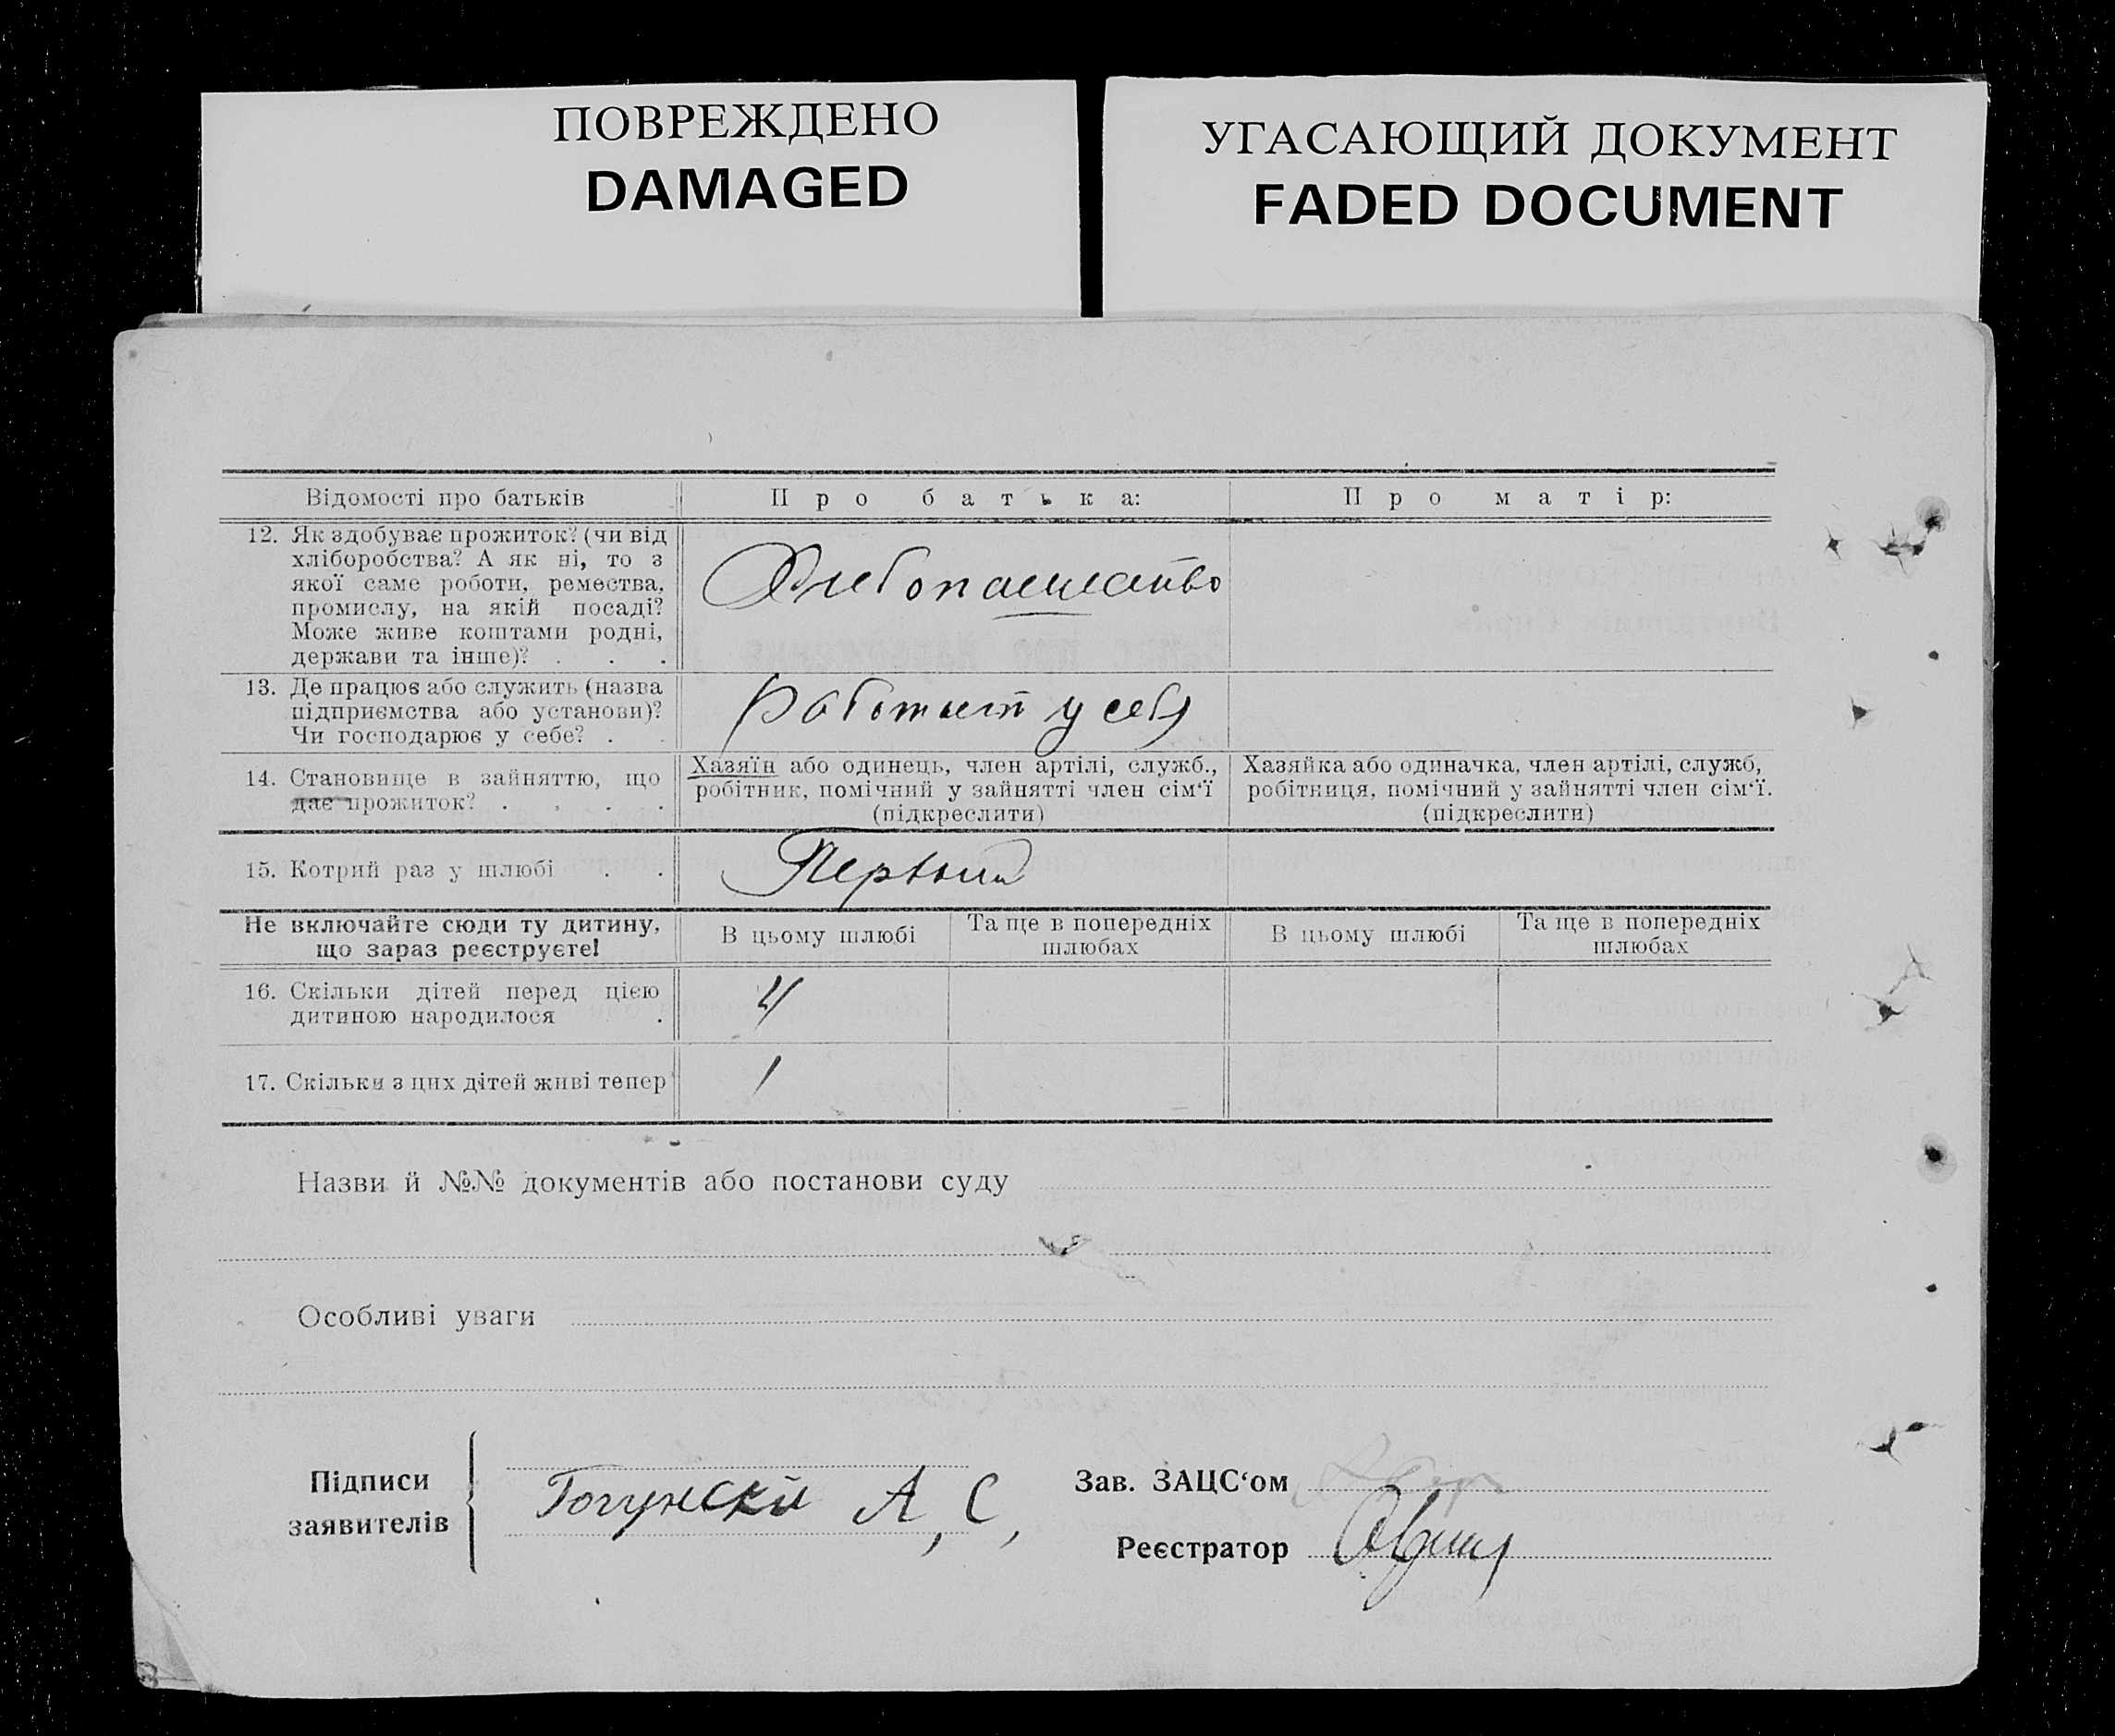 ПОВРЕЖДЕНО
DAMAGED
УГАСАЮЩИЙ ДОКУМЕНТ
FADED DOCUMENT
Відомості про батьків
Про батька:
Про матір:
12. Як здобуває прожиток? (чи від
хліборобства? А як ні, то з
якої саме роботи, ремества,
промислу, на якій посаді?
Може живе коштами родні,
держави та інше)? . . .
Хлебопашество
13. Де працює або служить (назва
підприємства або установи)?
Чи господарює у себе? . .
Работает у себя
14. Становище в зайняттю, що
дає прожиток? . . . .
Хазяїн або одинець, член артілі, служб.,
робітник, помічний у зайнятті член сім'ї
(підкреслити)
Хазяйка або одиначка, член артілі, служб,
робітниця, помічний у зайнятті член сім'ї.
(підкреслити)
15. Котрий раз у шлюбі . .
Первый
Не включайте сюди ту дитину,
що зараз реєструєте!
В цьому шлюбі
Та ще в попередніх
шлюбах
В цьому шлюбі
Та ще в попередніх
шлюбах
16. Скільки дітей перед цією
дитиною народилося .
4
17. Скільки з цих дітей живі тепер
1
Назви й №№ документів або постанови суду
Особливі уваги
Підписи
заявителів
Гогунский А, С,
Зав. ЗАЦС'ом
Реєстратор